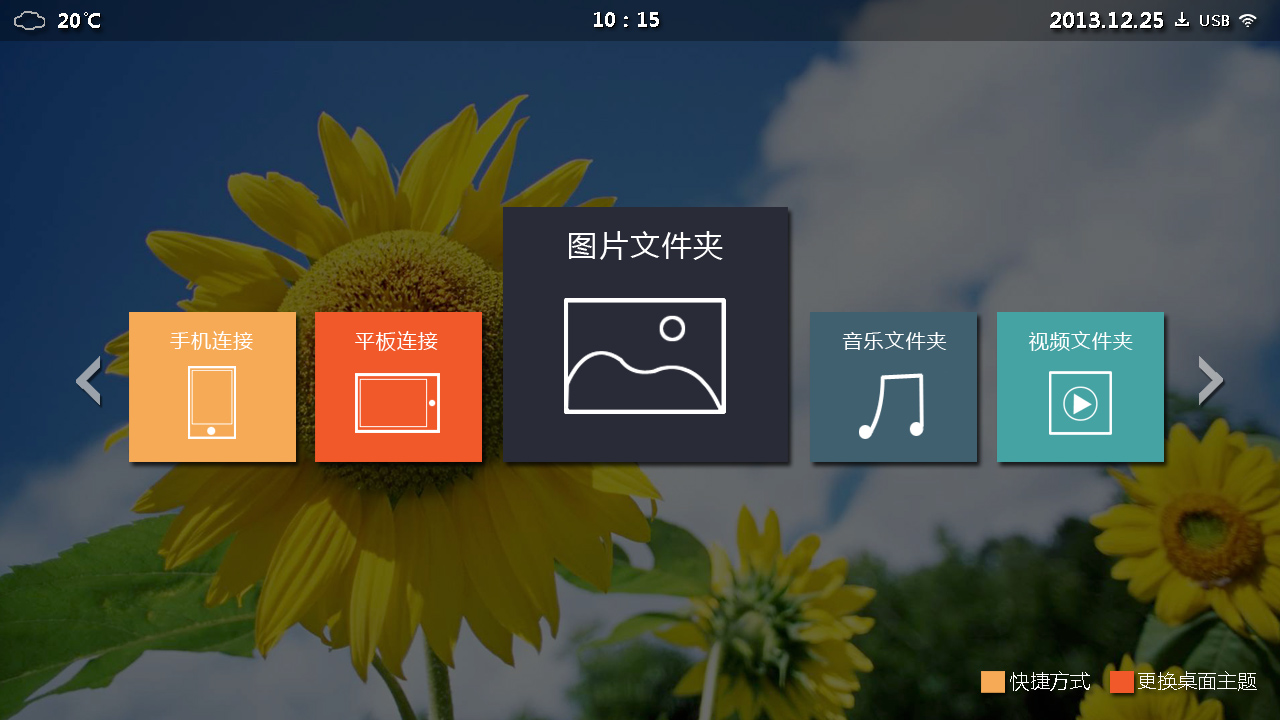 20℃
10 : 15
2013.12.25 USB
图片文件夹
手机连接
平板连接
音乐文件夹
视频文件夹
快捷方式
更换桌面主题